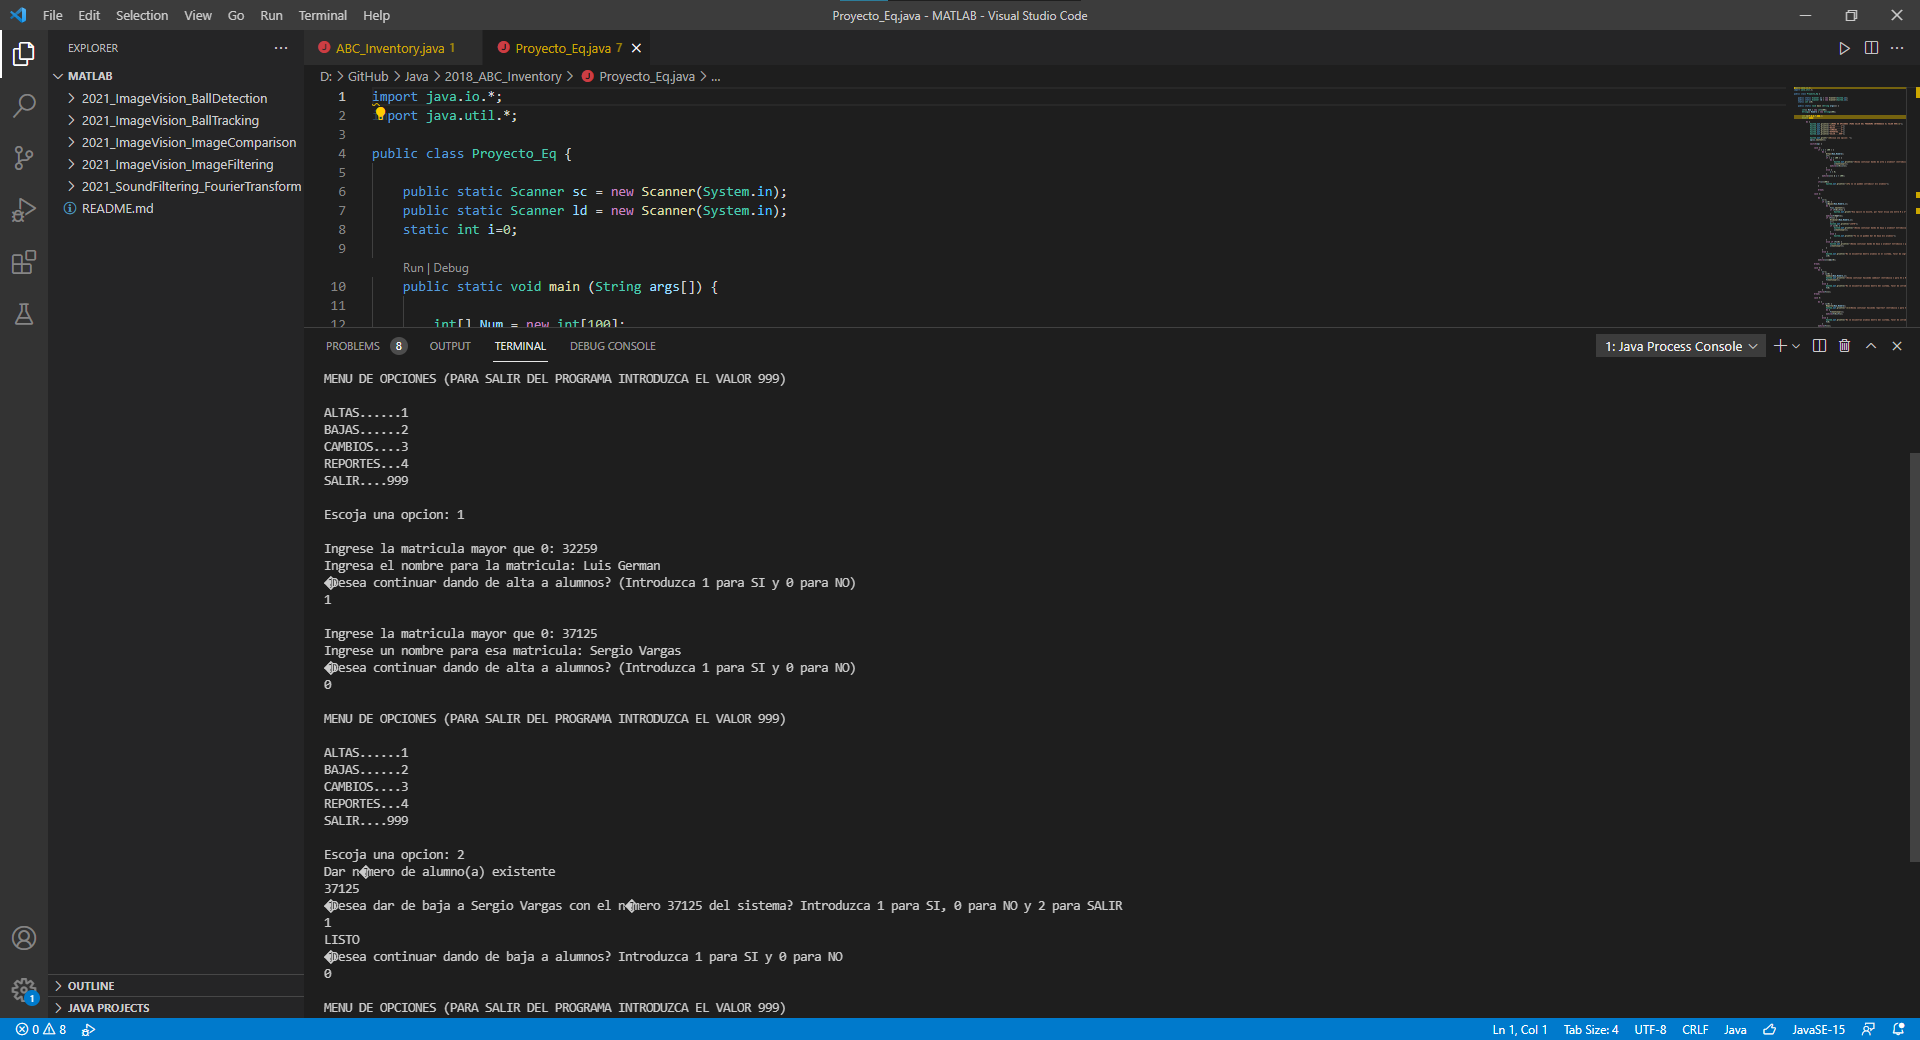 File Edit Selection View Go Run Terminal Help
Proyecto_Eq.java - MATLAB - Visual Studio Code
EXPLORER
MATLAB
2021_ImageVision_BallDetection
2021_ImageVision_BallTracking
2021_ImageVision_ImageComparison
2021_ImageVision_ImageFiltering
2021_SoundFiltering_FourierTransform
README.md
OUTLINE
JAVA PROJECTS
ABC_Inventory.java 1
Proyecto_Eq.java 7
D: > GitHub > Java > 2018_ABC_Inventory > Proyecto_Eq.java > ...
1 import java.io.*;
2 port java.util.*;
3
4 public class Proyecto_Eq {
5
6 public static Scanner sc = new Scanner(System.in);
7 public static Scanner ld = new Scanner(System.in);
8 static int i=0;
9
Run | Debug
10 public static void main (String args[]) {
11
12 int[] Num = new int[100];
PROBLEMS 8 OUTPUT TERMINAL DEBUG CONSOLE
1: Java Process Console
MENU DE OPCIONES (PARA SALIR DEL PROGRAMA INTRODUZCA EL VALOR 999)
ALTAS......1
BAJAS......2
CAMBIOS....3
REPORTES...4
SALIR....999
Escoja una opcion: 1
Ingrese la matricula mayor que 0: 32259
Ingresa el nombre para la matricula: Luis German
�Desea continuar dando de alta a alumnos? (Introduzca 1 para SI y 0 para NO)
1
Ingrese la matricula mayor que 0: 37125
Ingrese un nombre para esa matricula: Sergio Vargas
�Desea continuar dando de alta a alumnos? (Introduzca 1 para SI y 0 para NO)
0
MENU DE OPCIONES (PARA SALIR DEL PROGRAMA INTRODUZCA EL VALOR 999)
ALTAS......1
BAJAS......2
CAMBIOS....3
REPORTES...4
SALIR....999
Escoja una opcion: 2
Dar n�mero de alumno(a) existente
37125
�Desea dar de baja a Sergio Vargas con el n�mero 37125 del sistema? Introduzca 1 para SI, 0 para NO y 2 para SALIR
1
LISTO
�Desea continuar dando de baja a alumnos? Introduzca 1 para SI y 0 para NO
0
MENU DE OPCIONES (PARA SALIR DEL PROGRAMA INTRODUZCA EL VALOR 999)
1
0 8
Ln 1, Col 1 Tab Size: 4 UTF-8 CRLF Java JavaSE-15